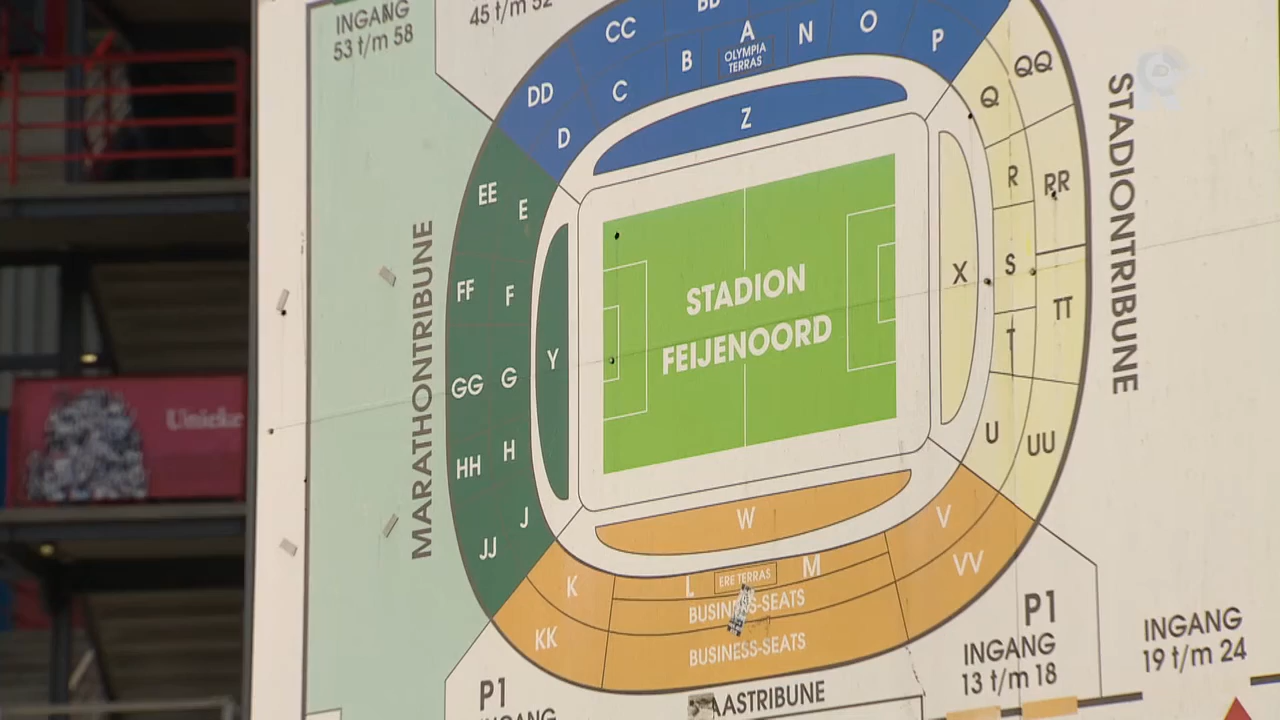 INGANG
53 t/m 58
45 t/m 52
CC
BB
A
OLYMPIA
TERRAS
N
O
P
B
C
DD
D
Z
Q
QQ
R
RR
S
X
TT
T
U
UU
STADIONTRIBUNE
EE
E
FF
F
Y
GG
G
HH
H
J
JJ
MARATHONTRIBUNE
STADION
FEIJENOORD
W
V
VV
K
L
ERE TERRAS
M
BUSINESS-SEATS
KK
BUSINESS-SEATS
P1
INGANG
AASTRIBUNE
P1
INGANG
13 t/m 18
INGANG
19 t/m 24
Unieke